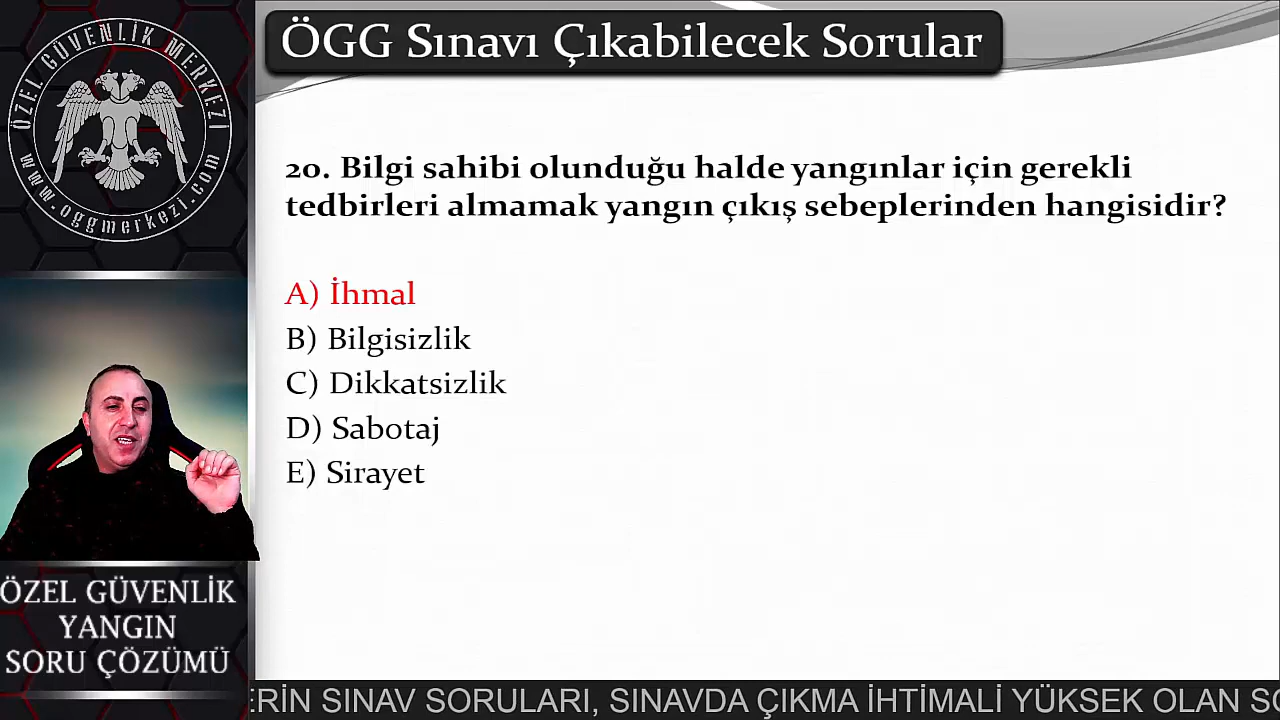 ÖZEL GÜVENLİK MERKEZİ
www.oggmerkezi.com
ÖGG Sınavı Çıkabilecek Sorular
20. Bilgi sahibi olunduğu halde yangınlar için gerekli
tedbirleri almamak yangın çıkış sebeplerinden hangisidir?
A) İhmal
B) Bilgisizlik
C) Dikkatsizlik
D) Sabotaj
E) Sirayet
ÖZEL GÜVENLİK
YANGIN
SORU ÇÖZÜMÜ
SINAV SORULARI, SINAVDA ÇIKMA İHTİMALİ YÜKSEK OLAN